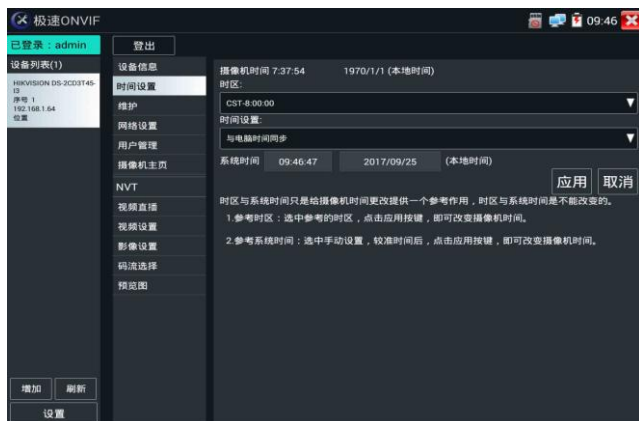 极速ONVIF
09:46
已登录：admin
登出
设备列表(1)
HIKVISION DS-2CD3T45-
I3
序号 1
192.168.1.64
位置
设备信息
时间设置
维护
网络设置
用户管理
摄像机主页
NVT
视频直播
视频设置
影像设置
码流选择
预览图
摄像机时间 7:37:54 1970/1/1 (本地时间)
时区:
CST-8:00:00
时间设置:
与电脑时间同步
系统时间 09:46:47 2017/09/25 (本地时间)
应用 取消
时区与系统时间只是给摄像机时间更改提供一个参考作用，时区与系统时间是不能改变的。
1.参考时区：选中参考的时区，点击应用按键，即可改变摄像机时间。
2.参考系统时间：选中手动设置，较准时间后，点击应用按键，即可改变摄像机时间。
增加 刷新
设置